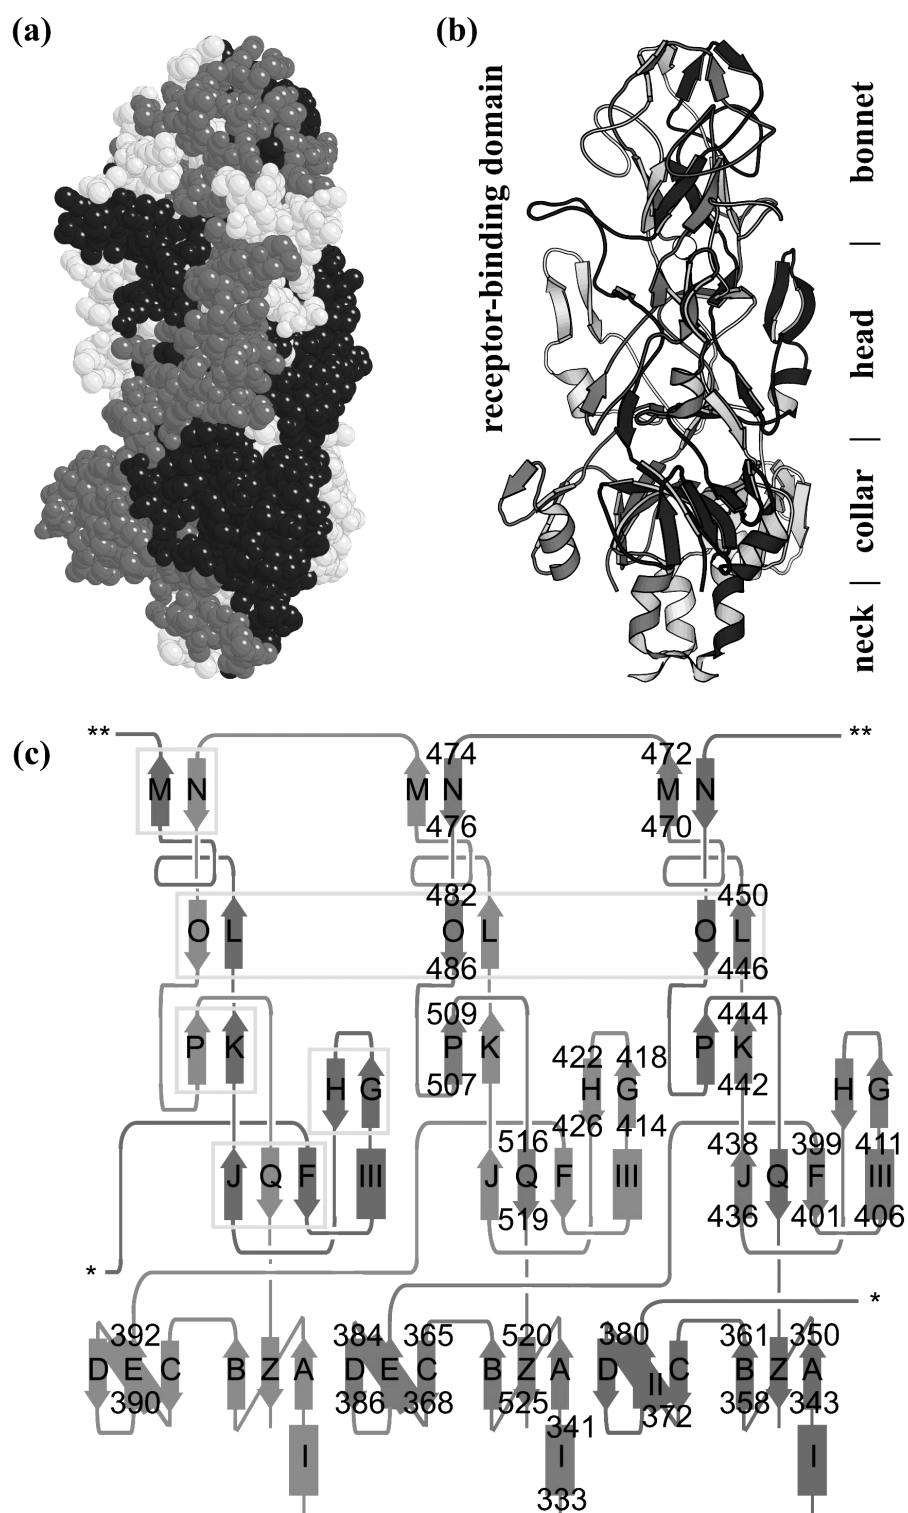 (a)
(b)
receptor-binding domain
bonnet
|
head
|
collar
|
neck
(c)
** 474 472 **
M N M N M N
476 470
482 450
O L O L O L
486 446
509 444
P K P K P K
422 418
H G H G H G
507 442
426 414
516 438 399 411
J Q F III J Q F III J Q F III
519 436 401 406
* *
392 384 365 520 380 361 350
D E C B Z A D E C B Z A D II C B Z A
390 386 368 525 372 358 343
341
I I I
333